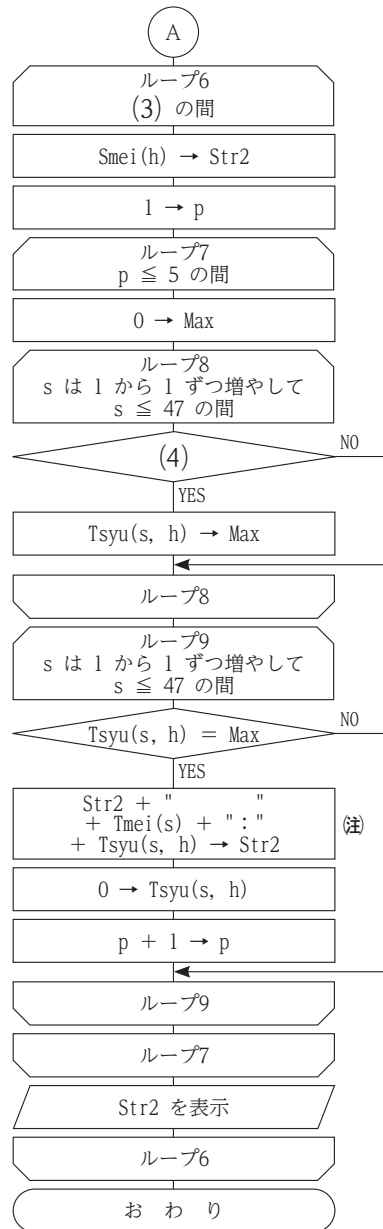 A
ループ6
(3) の間
Smei(h) → Str2
1 → p
ループ7
p ≦ 5 の間
0 → Max
ループ8
s は 1 から 1 ずつ増やして
s ≦ 47 の間
(4)
NO
YES
Tsyu(s, h) → Max
ループ8
ループ9
s は 1 から 1 ずつ増やして
s ≦ 47 の間
Tsyu(s, h) = Max
NO
YES
Str2 + "　　　　"
+ Tmei(s) + "："
+ Tsyu(s, h) → Str2
(注)
0 → Tsyu(s, h)
p + 1 → p
ループ9
ループ7
Str2 を表示
ループ6
お わ り